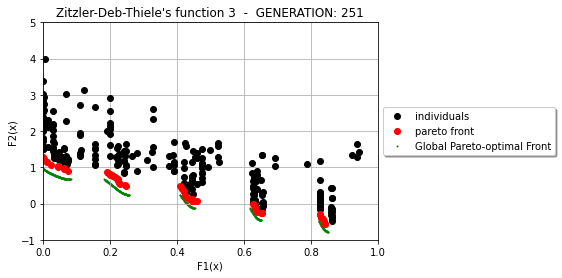 Zitzler-Deb-Thiele's function 3 - GENERATION: 251
5
4
3
2
1
0
−1
F2(x)
0.0 0.2 0.4 0.6 0.8 1.0
F1(x)
individuals
pareto front
Global Pareto-optimal Front